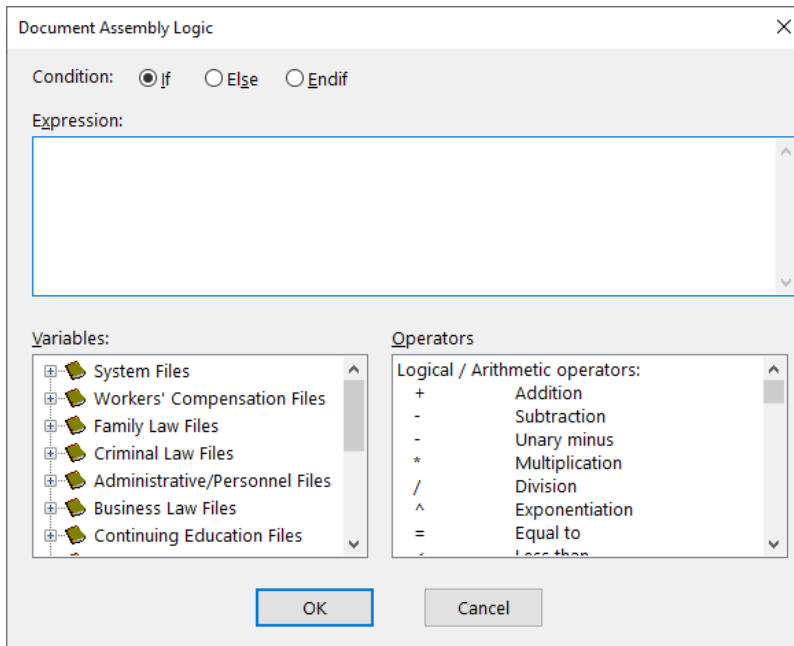 Document Assembly Logic
Condition: If Else Endif
Expression:
Variables:
System Files
Workers' Compensation Files
Family Law Files
Criminal Law Files
Administrative/Personnel Files
Business Law Files
Continuing Education Files
Operators
Logical / Arithmetic operators:
+ Addition
- Subtraction
- Unary minus
* Multiplication
/ Division
^ Exponentiation
= Equal to
< Less than
OK Cancel